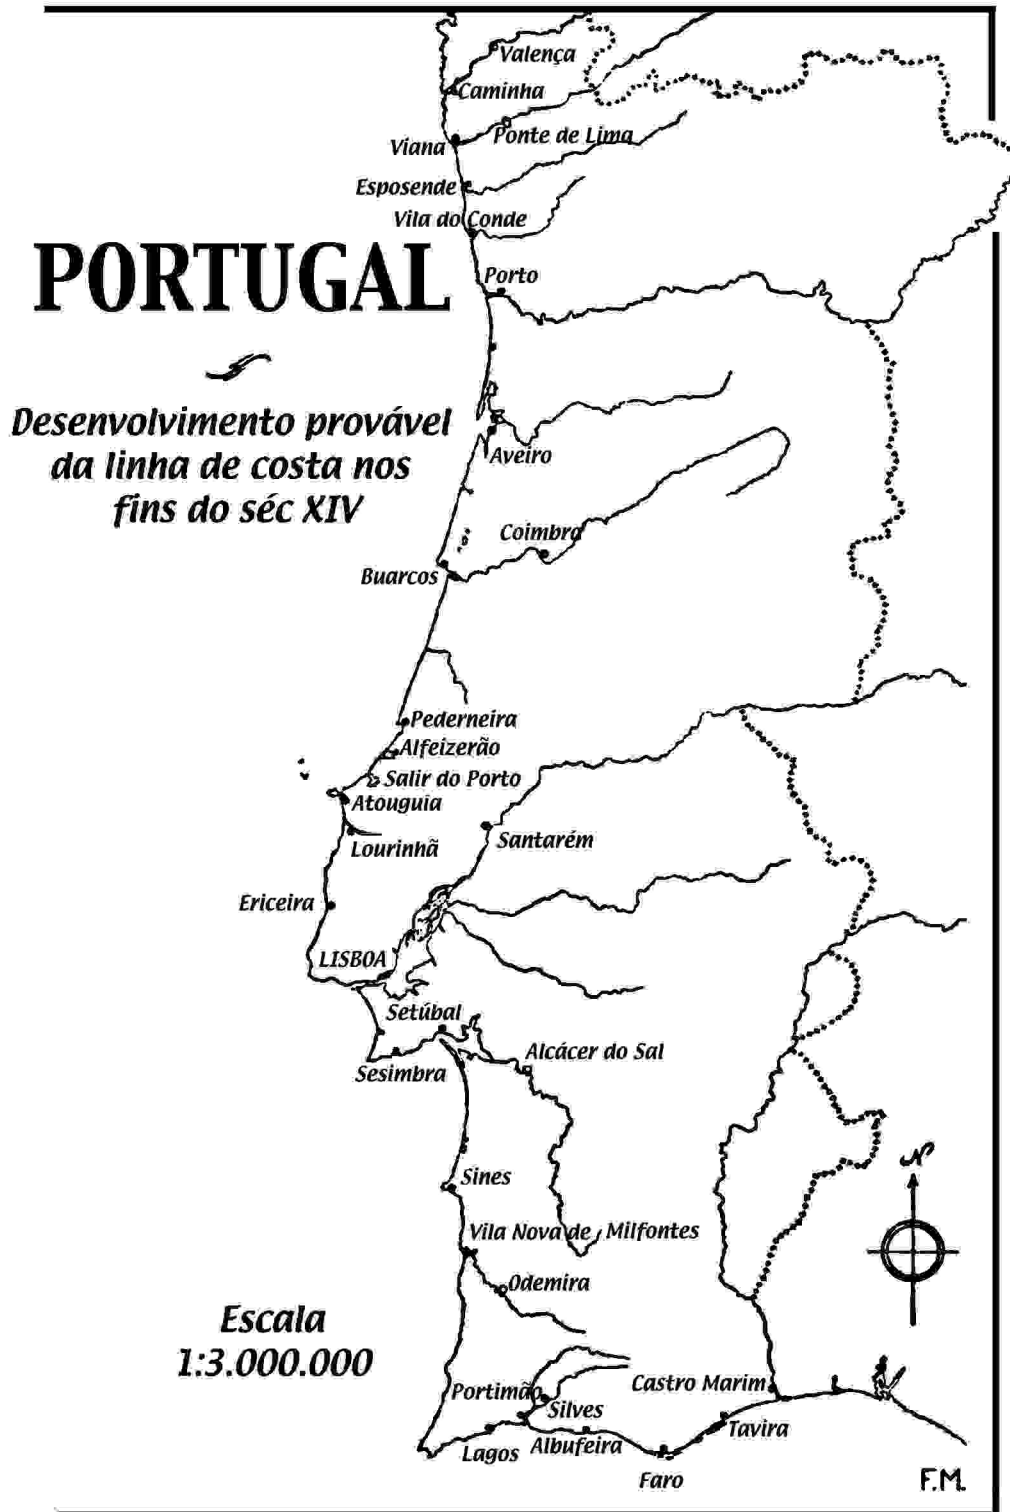 Valença
Caminha
Ponte de Lima
Viana
Esposende
Vila do Conde
PORTUGAL
Porto
Desenvolvimento provável
da linha de costa nos
fins do séc XIV
Aveiro
Coimbra
Buarcos
Pederneira
Alfeizerão
Salir do Porto
Atouguia
Lourinhã
Santarém
Ericeira
LISBOA
Setúbal
Alcácer do Sal
Sesimbra
Sines
Vila Nova de Milfontes
Odemira
N
Escala
1:3.000.000
Portimão
Castro Marim
Silves
Lagos
Albufeira
Tavira
Faro
F.M.